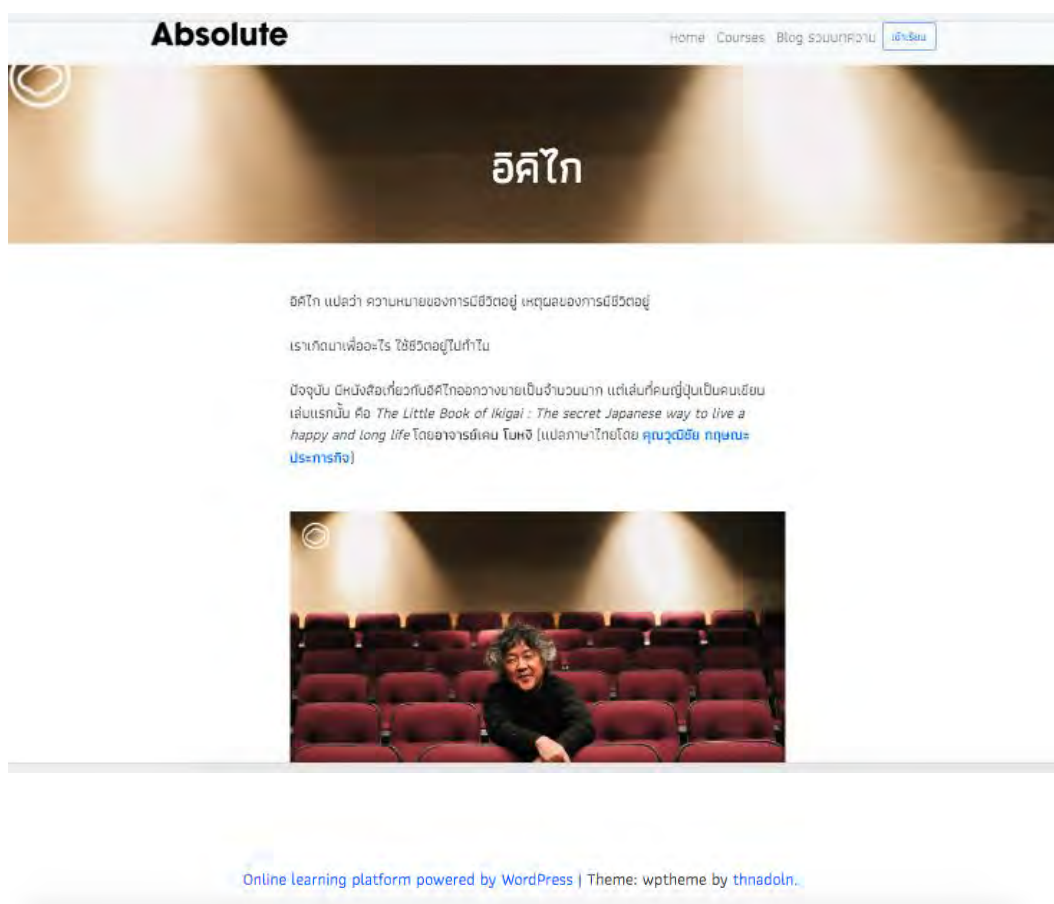 Absolute
Home Courses Blog รวมบทความ เข้าเรียน
อิคิไก
อิคิไก แปลว่า ความหมายของการมีชีวิตอยู่ เหตุผลของการมีชีวิตอยู่
เราเกิดมาเพื่ออะไร ใช้ชีวิตอยู่ไปทำไม
ปัจจุบัน มีหนังสือเกี่ยวกับอิคิไกออกวางขายเป็นจำนวนมาก แต่เล่มที่คนญี่ปุ่นเป็นคนเขียน
เล่มแรกนั้น คือ The Little Book of Ikigai : The secret Japanese way to live a
happy and long life โดยอาจารย์เคน โมหงิ (แปลภาษาไทยโดย คุณวุฒิชัย กฤษณะ
ประการกิจ)
Online learning platform powered by WordPress | Theme: wptheme by thnadoln.